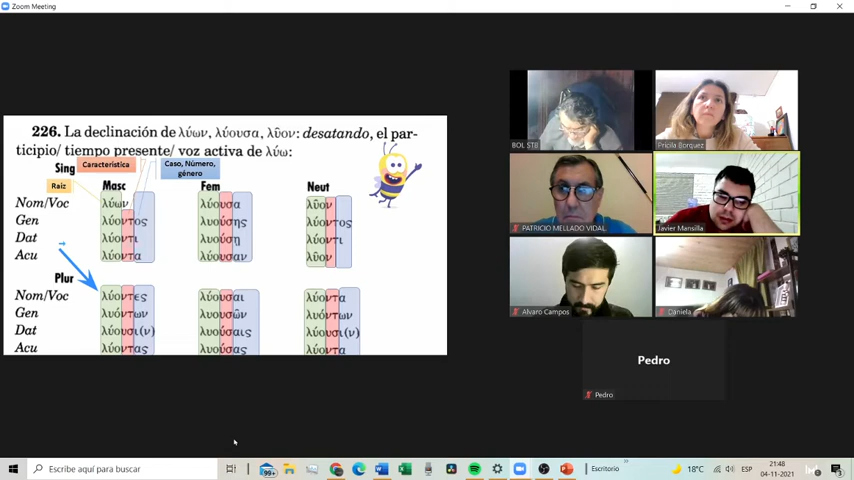 Zoom Meeting
226. La declinación de λύων, λύουσα, λῦον: desatando, el par-
ticipio/ tiempo presente/ voz activa de λύω:
Sing
Característica
Caso, Número,
género
Raíz
Masc Fem Neut
Nom/Voc λύων λύουσα λῦον
Gen λύοντος λυούσης λύοντος
Dat λύοντι λυούσῃ λύοντι
Acu λύοντα λύουσαν λῦον
Plur
Nom/Voc λύοντες λύουσαι λύοντα
Gen λυόντων λυουσῶν λυόντων
Dat λύουσι(ν) λυούσαις λύουσι(ν)
Acu λύοντας λυούσας λύοντα
BOL STB
Pricila Borquez
PATRICIO MELLADO VIDAL
Javier Mansilla
Alvaro Campos
Daniela
Pedro
Pedro
Escribe aquí para buscar
99+
Escritorio
18°C
ESP
21:48
04-11-2021